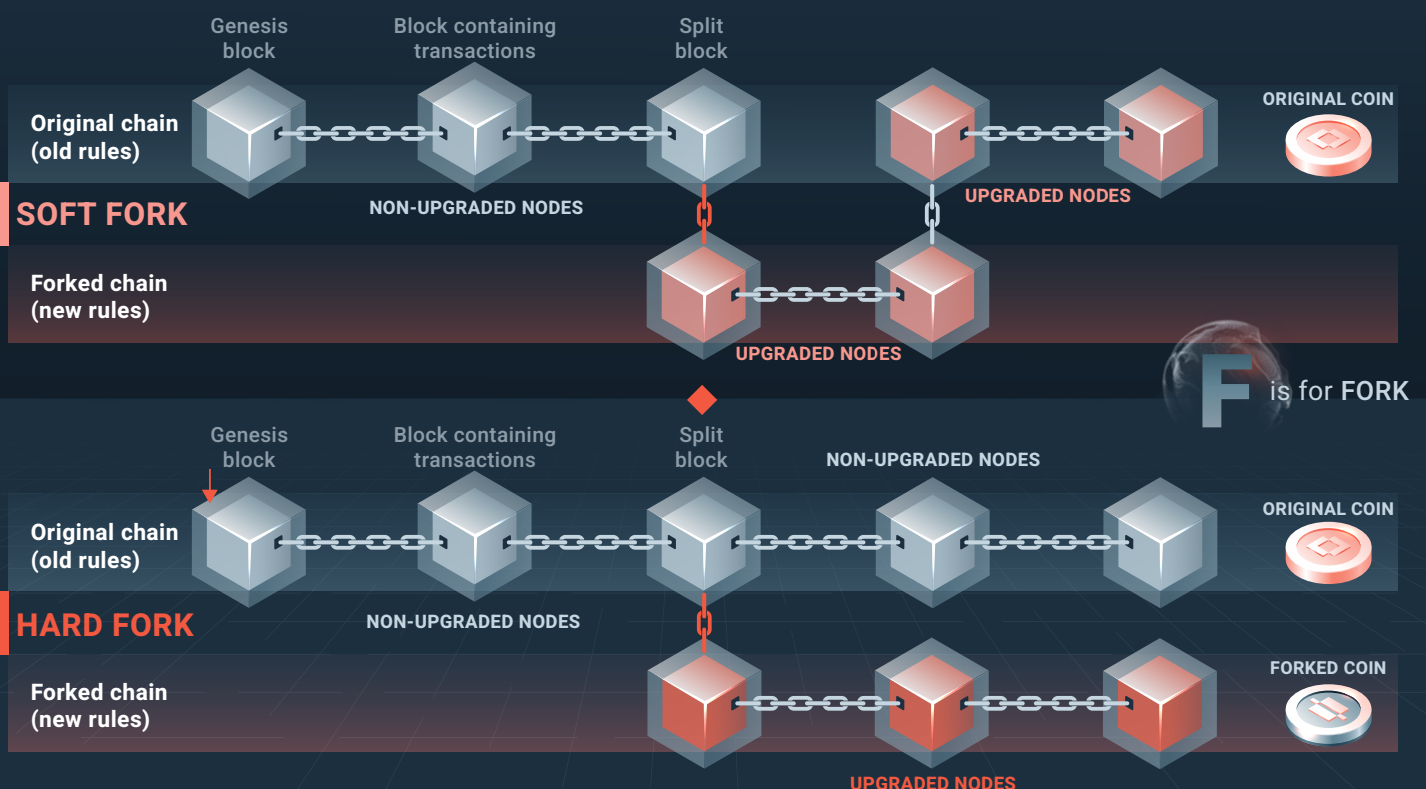 Genesis
block
Block containing
transactions
Split
block
Original chain
(old rules)
ORIGINAL COIN
SOFT FORK
NON-UPGRADED NODES
UPGRADED NODES
Forked chain
(new rules)
UPGRADED NODES
F is for FORK
Genesis
block
Block containing
transactions
Split
block
NON-UPGRADED NODES
Original chain
(old rules)
ORIGINAL COIN
HARD FORK
NON-UPGRADED NODES
Forked chain
(new rules)
FORKED COIN
UPGRADED NODES